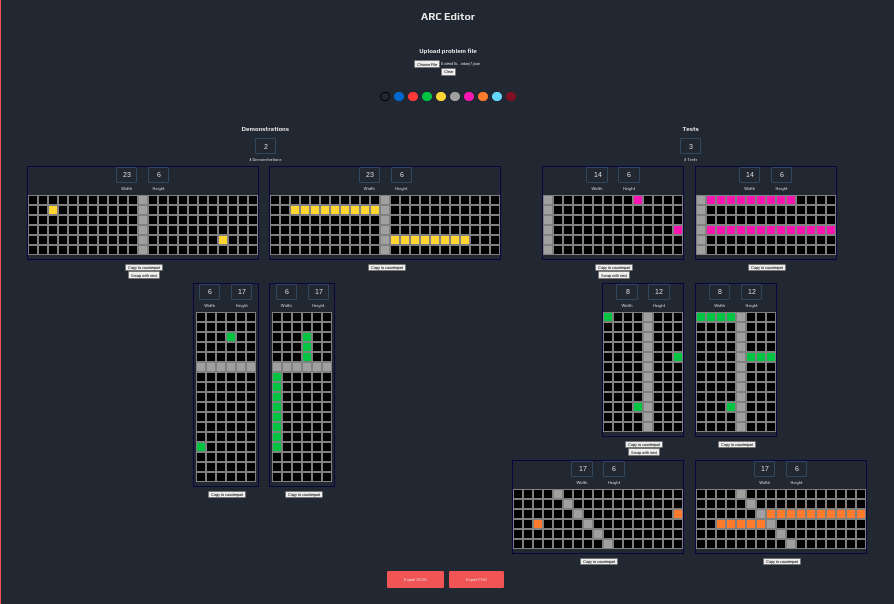 ARC Editor
Upload problem file
Choose File
Clear
Demonstrations
Tests
2
3
# Demonstrations
# Tests
23 6 23 6 14 6 14 6
Width Height Width Height Width Height Width Height
Copy to counterpart Copy to counterpart Copy to counterpart Copy to counterpart
Swap with next Swap with next
6 17 6 17 8 12 8 12
Width Height Width Height Width Height Width Height
Copy to counterpart Copy to counterpart
Swap with next
17 6 17 6
Width Height Width Height
Copy to counterpart Copy to counterpart
Copy to counterpart Copy to counterpart
Export JSON Export PNG